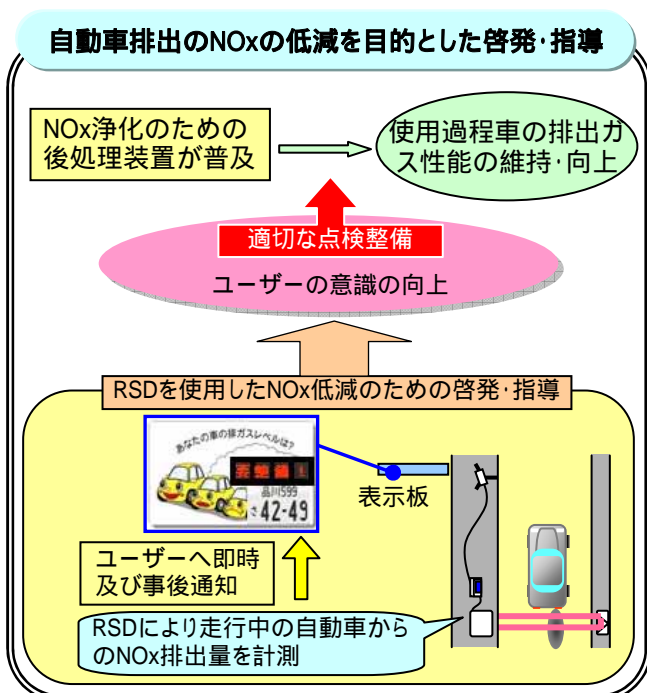 自動車排出のNOxの低減を目的とした啓発･指導
NOx浄化のための
後処理装置が普及
使用過程車の排出ガ
ス性能の維持･向上
適切な点検整備
ユーザーの意識の向上
RSDを使用したNOx低減のための啓発･指導
あなたの車の排ガスレベルは?
要整備!
品川599
さ 42-49
表示板
ユーザーへ即時
及び事後通知
RSDにより走行中の自動車から
のNOx排出量を計測